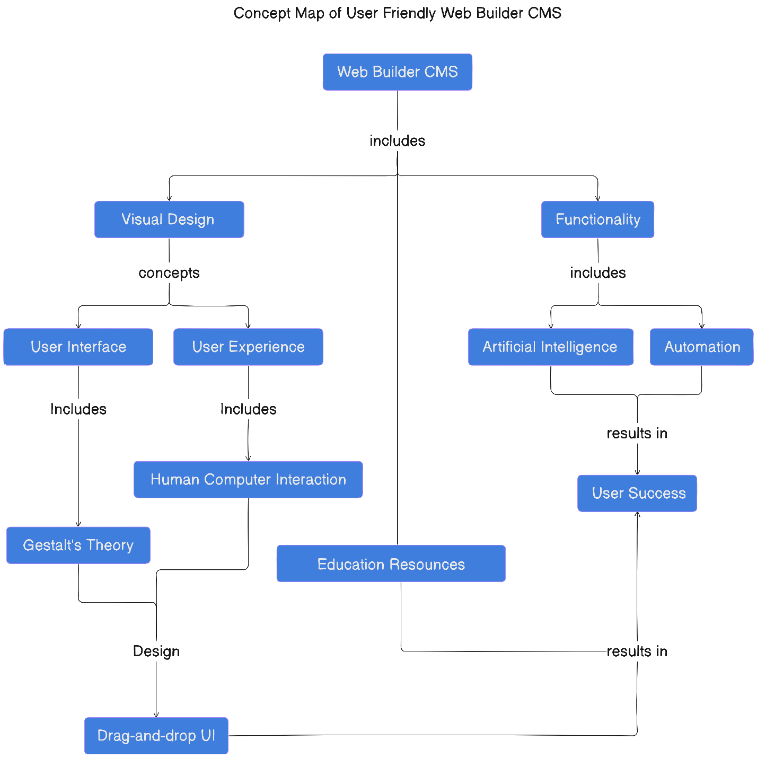 Concept Map of User Friendly Web Builder CMS
Web Builder CMS
includes
Visual Design
Functionality
concepts
includes
User Interface
User Experience
Artificial Intelligence
Automation
Includes
Includes
results in
Human Computer Interaction
User Success
Gestalt's Theory
Education Resounces
Design
results in
Drag-and-drop UI